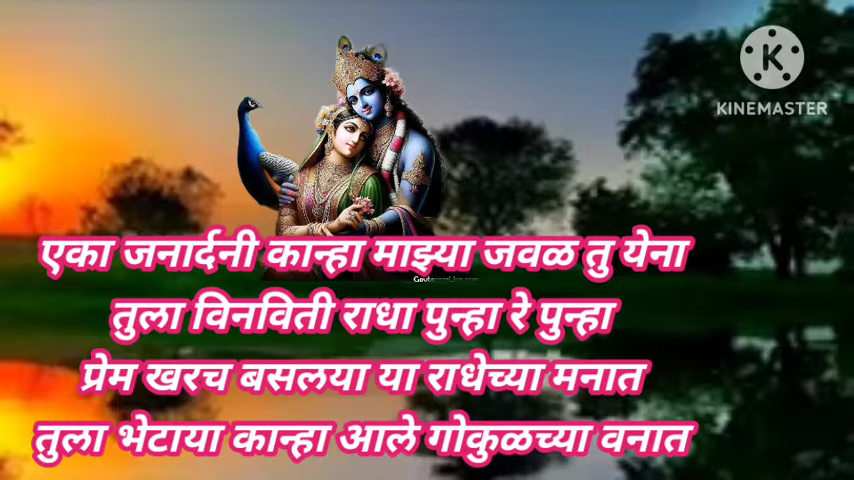 KINEMASTER
एका जनार्दनी कान्हा माझ्या जवळ तु येना
तुला विनविती राधा पुन्हा रे पुन्हा
प्रेम खरच बसलया या राधेच्या मनात
तुला भेटाया कान्हा आले गोकुळच्या वनात